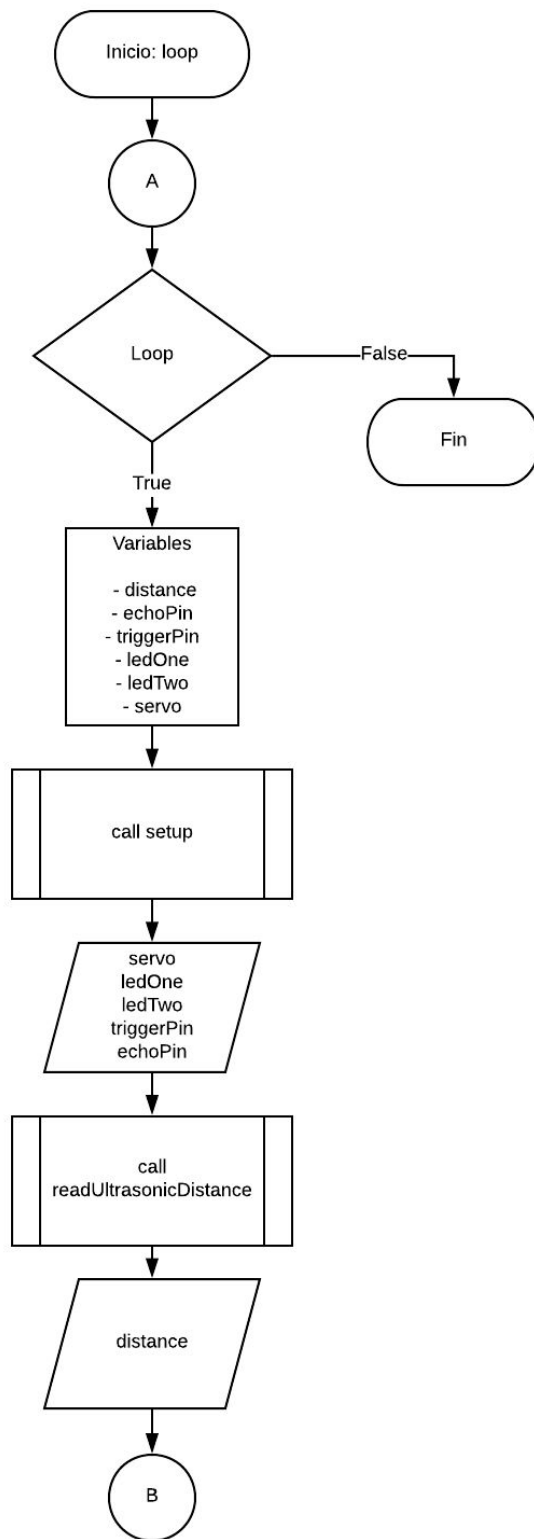 Inicio: loop
A
Loop
False
Fin
True
Variables
- distance
- echoPin
- triggerPin
- ledOne
- ledTwo
- servo
call setup
servo
ledOne
ledTwo
triggerPin
echoPin
call
readUltrasonicDistance
distance
B